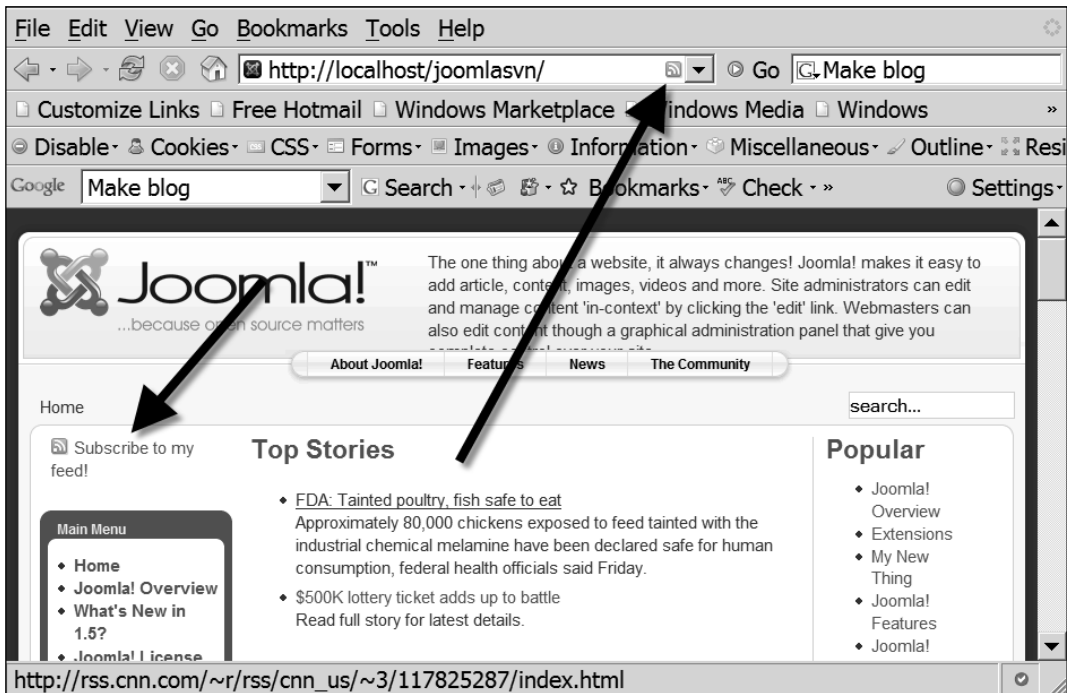 File Edit View Go Bookmarks Tools Help
http://localhost/joomlasvn/ Go G Make blog
Customize Links Free Hotmail Windows Marketplace Windows Media Windows »
Disable Cookies CSS Forms Images Information Miscellaneous Outline Resi
Google Make blog G Search Bookmarks ABC Check » Settings
Joomla!™
...because open source matters
The one thing about a website, it always changes! Joomla! makes it easy to
add article, content, images, videos and more. Site administrators can edit
and manage content 'in-context' by clicking the 'edit' link. Webmasters can
also edit content though a graphical administration panel that give you
complete control over your site.
About Joomla! Features News The Community
Home
search...
Subscribe to my
feed!
Main Menu
Home
Joomla! Overview
What's New in
1.5?
Joomla! License
Top Stories
FDA: Tainted poultry, fish safe to eat
Approximately 80,000 chickens exposed to feed tainted with the
industrial chemical melamine have been declared safe for human
consumption, federal health officials said Friday.
$500K lottery ticket adds up to battle
Read full story for latest details.
Popular
Joomla!
Overview
Extensions
My New
Thing
Joomla!
Features
Joomla!
http://rss.cnn.com/~r/rss/cnn_us/~3/117825287/index.html